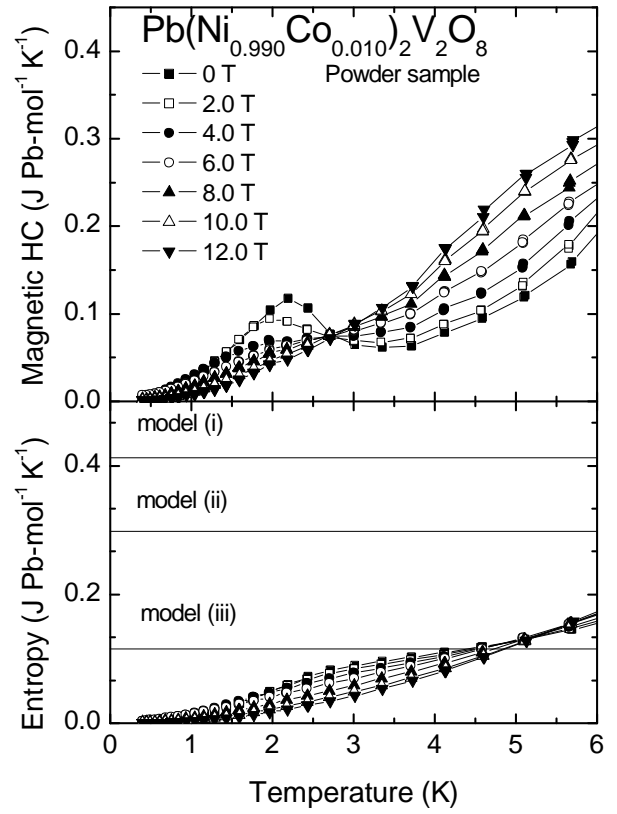 Pb(Ni0.990Co0.010)2V2O8
Powder sample
0 T
2.0 T
4.0 T
6.0 T
8.0 T
10.0 T
12.0 T
Magnetic HC (J Pb-mol-1 K-1)
0.4
0.3
0.2
0.1
0.0
model (i)
model (ii)
model (iii)
Entropy (J Pb-mol-1 K-1)
0.4
0.2
0.0
0 1 2 3 4 5 6
Temperature (K)